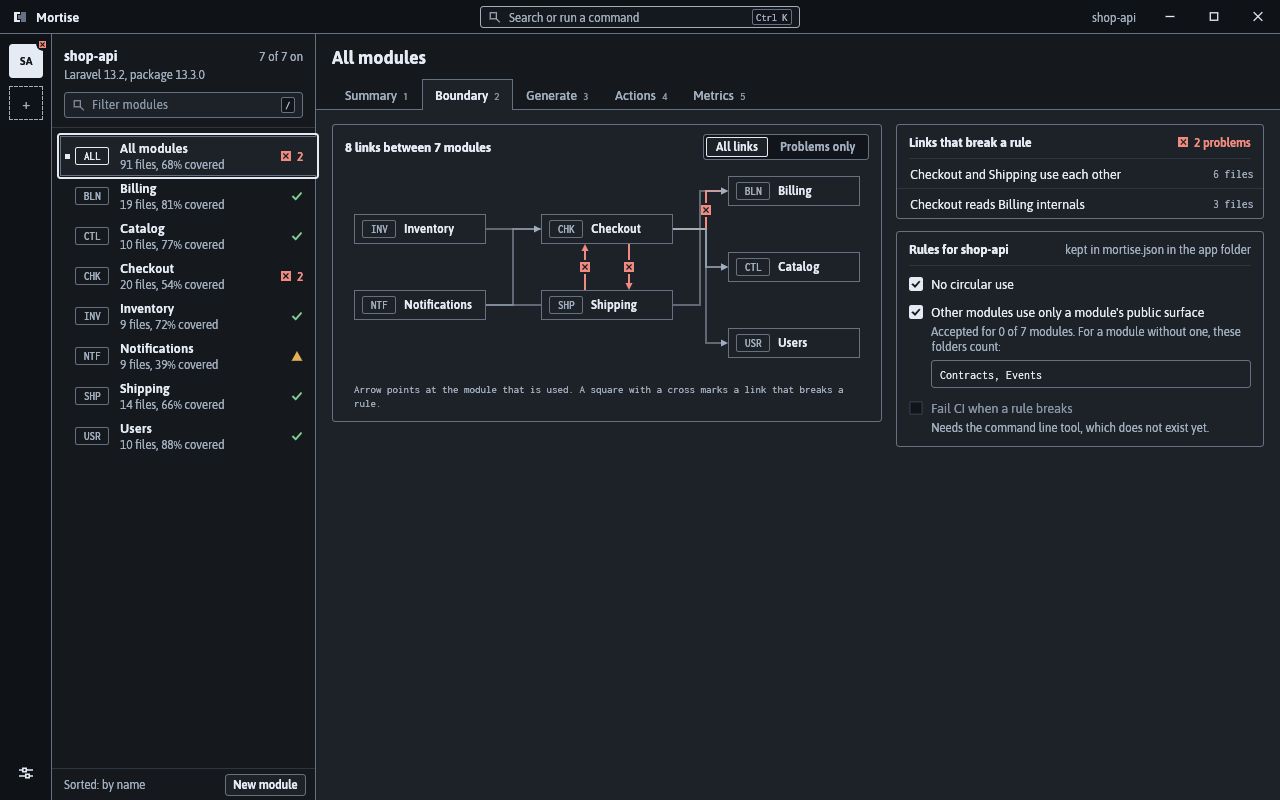 Mortise
Search or run a command
Ctrl K
shop-api
SA
+
shop-api
7 of 7 on
Laravel 13.2, package 13.3.0
Filter modules
/
ALL
All modules
91 files, 68% covered
2
BLN
Billing
19 files, 81% covered
CTL
Catalog
10 files, 77% covered
CHK
Checkout
20 files, 54% covered
2
INV
Inventory
9 files, 72% covered
NTF
Notifications
9 files, 39% covered
SHP
Shipping
14 files, 66% covered
USR
Users
10 files, 88% covered
Sorted: by name
New module
All modules
Summary 1
Boundary 2
Generate 3
Actions 4
Metrics 5
8 links between 7 modules
All links
Problems only
BLN Billing
INV Inventory
CHK Checkout
CTL Catalog
NTF Notifications
SHP Shipping
USR Users
Arrow points at the module that is used. A square with a cross marks a link that breaks a
rule.
Links that break a rule
2 problems
Checkout and Shipping use each other
6 files
Checkout reads Billing internals
3 files
Rules for shop-api
kept in mortise.json in the app folder
No circular use
Other modules use only a module's public surface
Accepted for 0 of 7 modules. For a module without one, these
folders count:
Contracts, Events
Fail CI when a rule breaks
Needs the command line tool, which does not exist yet.